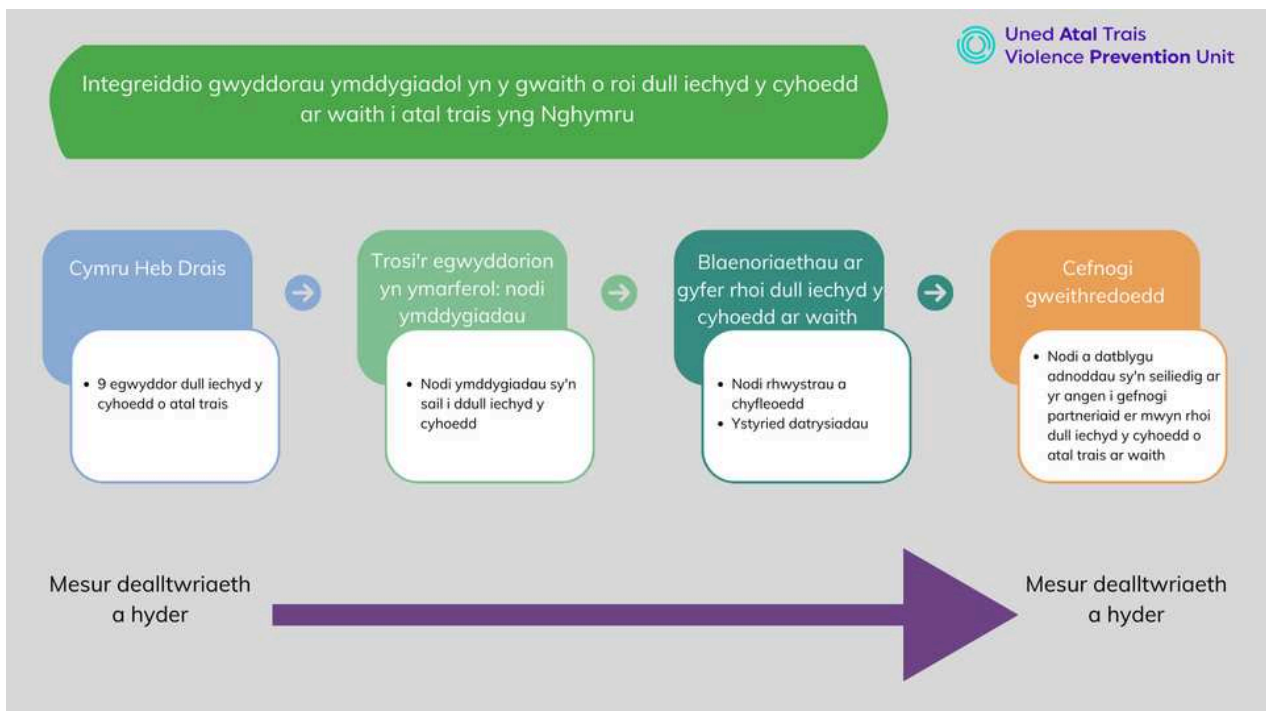 Uned Atal Trais
Violence Prevention Unit
Integreiddio gwyddorau ymddygiadol yn y gwaith o roi dull iechyd y cyhoedd
ar waith i atal trais yng Nghymru
Cymru Heb Drais
• 9 egwyddor dull iechyd y
cyhoedd o atal trais
Trosi'r egwyddorion
yn ymarferol: nodi
ymddygiadau
• Nodi ymddygiadau sy'n
sail i ddull iechyd y
cyhoedd
Blaenoriaethau ar
gyfer rhoi dull iechyd y
cyhoedd ar waith
• Nodi rhwystrau a
chyfleoedd
• Ystyried datrysiadau
Cefnogi
gweithredoedd
• Nodi a datblygu
adnoddau sy'n seiliedig ar
yr angen i gefnogi
partneriaid er mwyn rhoi
dull iechyd y cyhoedd o
atal trais ar waith
Mesur dealltwriaeth
a hyder
Mesur dealltwriaeth
a hyder